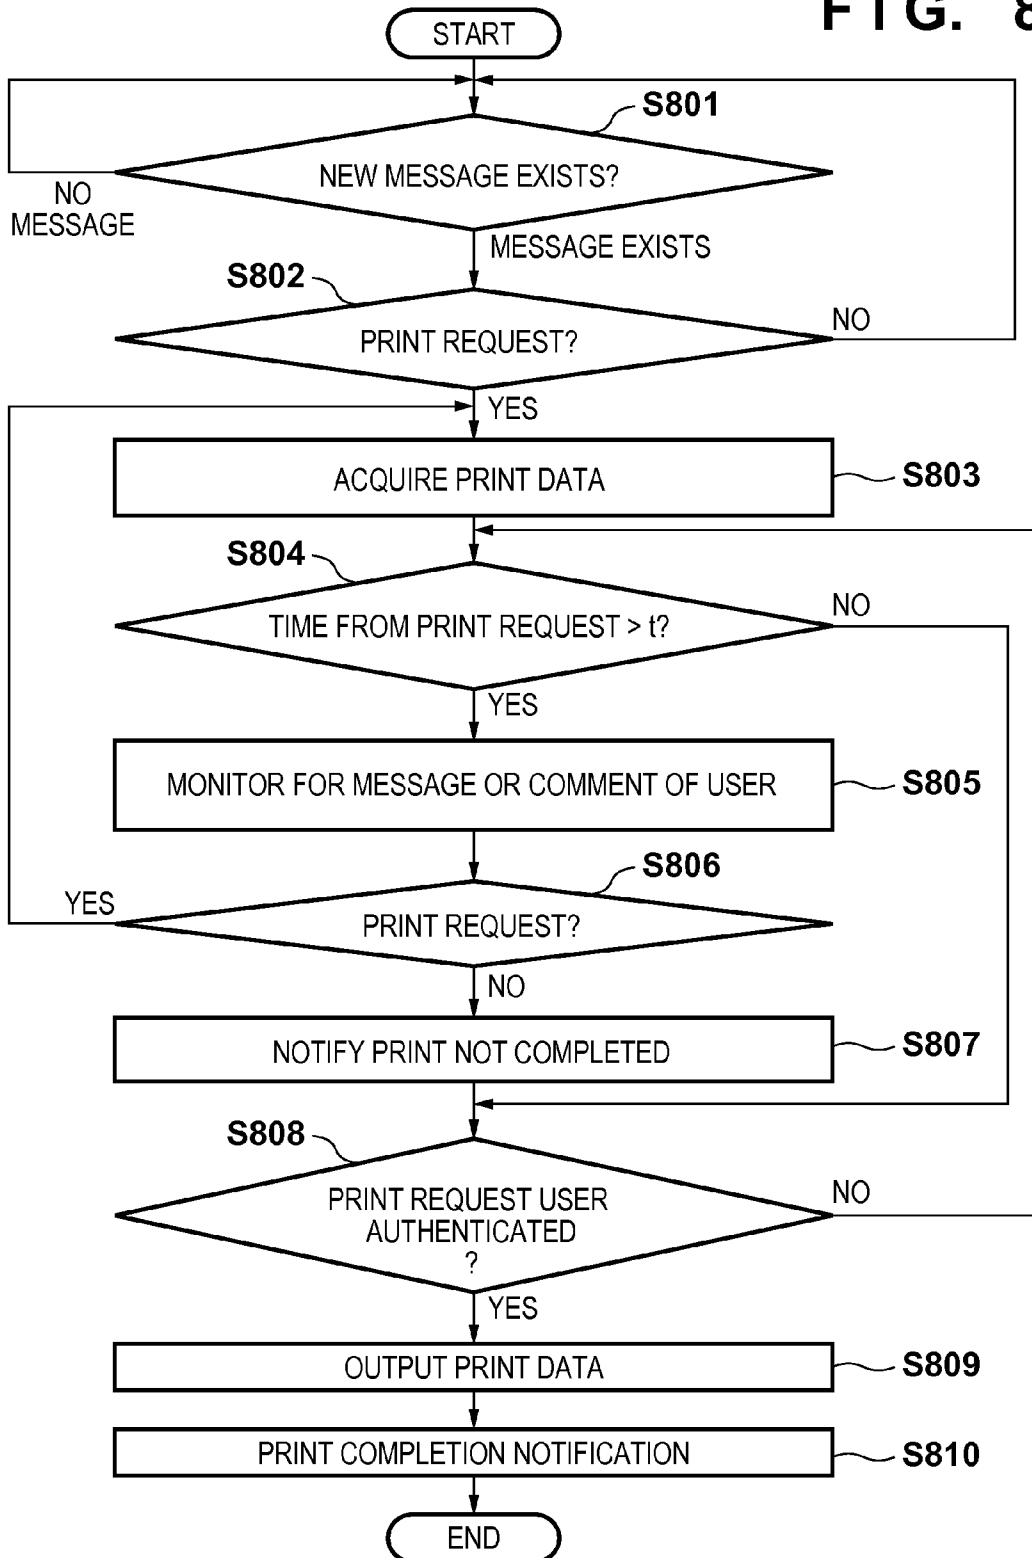 FIG. 8
START
S801
NEW MESSAGE EXISTS?
NO
MESSAGE
MESSAGE EXISTS
S802
PRINT REQUEST?
NO
YES
ACQUIRE PRINT DATA
S803
S804
TIME FROM PRINT REQUEST > t?
NO
YES
MONITOR FOR MESSAGE OR COMMENT OF USER
S805
S806
YES
PRINT REQUEST?
NO
NOTIFY PRINT NOT COMPLETED
S807
S808
PRINT REQUEST USER
AUTHENTICATED
?
NO
YES
OUTPUT PRINT DATA
S809
PRINT COMPLETION NOTIFICATION
S810
END